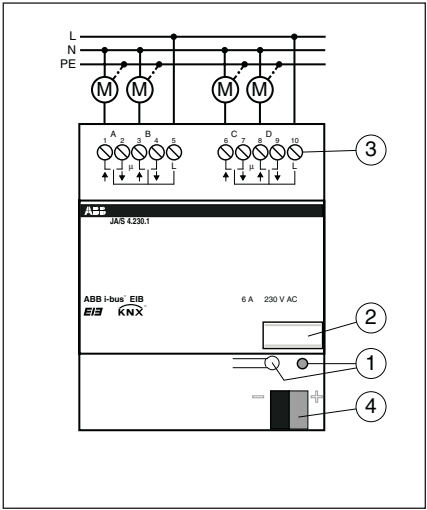 L
N
PE
M M M M
A B C D
1 2 3 4 5 6 7 8 9 10
3
µ L µ L
ABB
JA/S 4.230.1
ABB i-bus® EIB 6 A 230 V AC
EIB KNX
2
1
− +
4